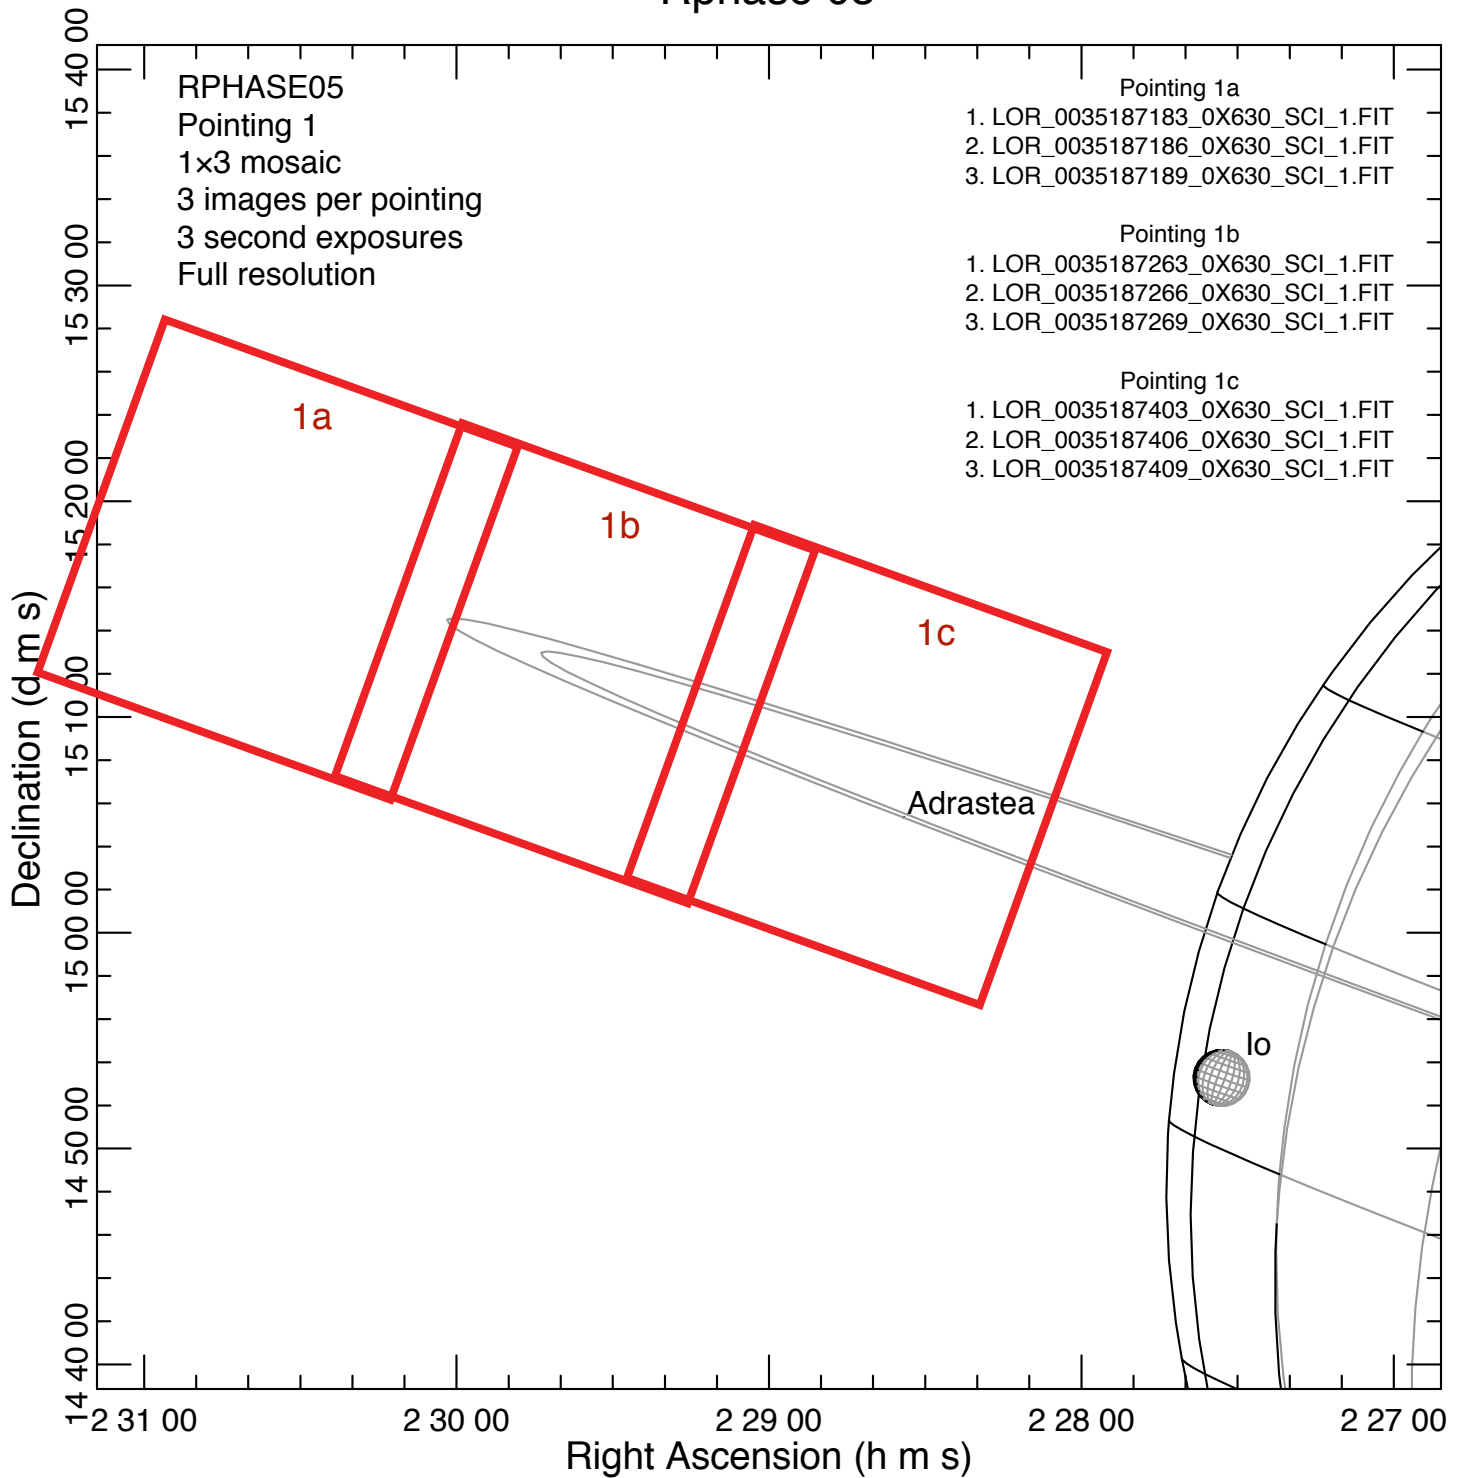 RPHASE05
Pointing 1
1×3 mosaic
3 images per pointing
3 second exposures
Full resolution
Pointing 1a
1. LOR_0035187183_0X630_SCI_1.FIT
2. LOR_0035187186_0X630_SCI_1.FIT
3. LOR_0035187189_0X630_SCI_1.FIT
Pointing 1b
1. LOR_0035187263_0X630_SCI_1.FIT
2. LOR_0035187266_0X630_SCI_1.FIT
3. LOR_0035187269_0X630_SCI_1.FIT
Pointing 1c
1. LOR_0035187403_0X630_SCI_1.FIT
2. LOR_0035187406_0X630_SCI_1.FIT
3. LOR_0035187409_0X630_SCI_1.FIT
1a
1b
1c
Adrastea
Io
Declination (d m s)
15 40 00
15 30 00
15 20 00
15 10 00
15 00 00
14 50 00
14 40 00
2 31 00
2 30 00
2 29 00
2 28 00
2 27 00
Right Ascension (h m s)